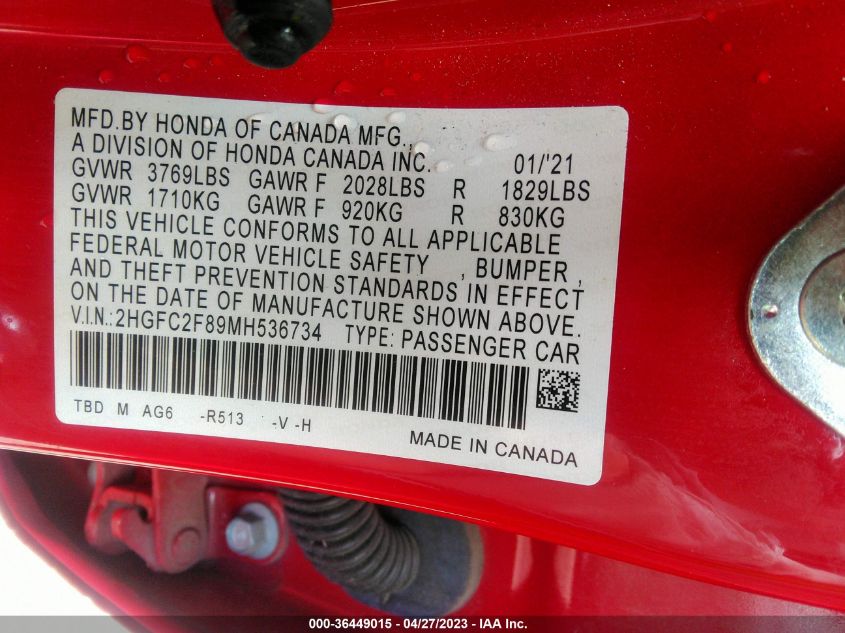 MFD.BY HONDA OF CANADA MFG.,
A DIVISION OF HONDA CANADA INC. 01/'21
GVWR 3769LBS GAWR F 2028LBS R 1829LBS
GVWR 1710KG GAWR F 920KG R 830KG
THIS VEHICLE CONFORMS TO ALL APPLICABLE
FEDERAL MOTOR VEHICLE SAFETY , BUMPER ,
AND THEFT PREVENTION STANDARDS IN EFFECT
ON THE DATE OF MANUFACTURE SHOWN ABOVE.
V.I.N.:2HGFC2F89MH536734 TYPE: PASSENGER CAR
TBD M AG6 -R513 -V -H
MADE IN CANADA
000-36449015 - 04/27/2023 - IAA Inc.